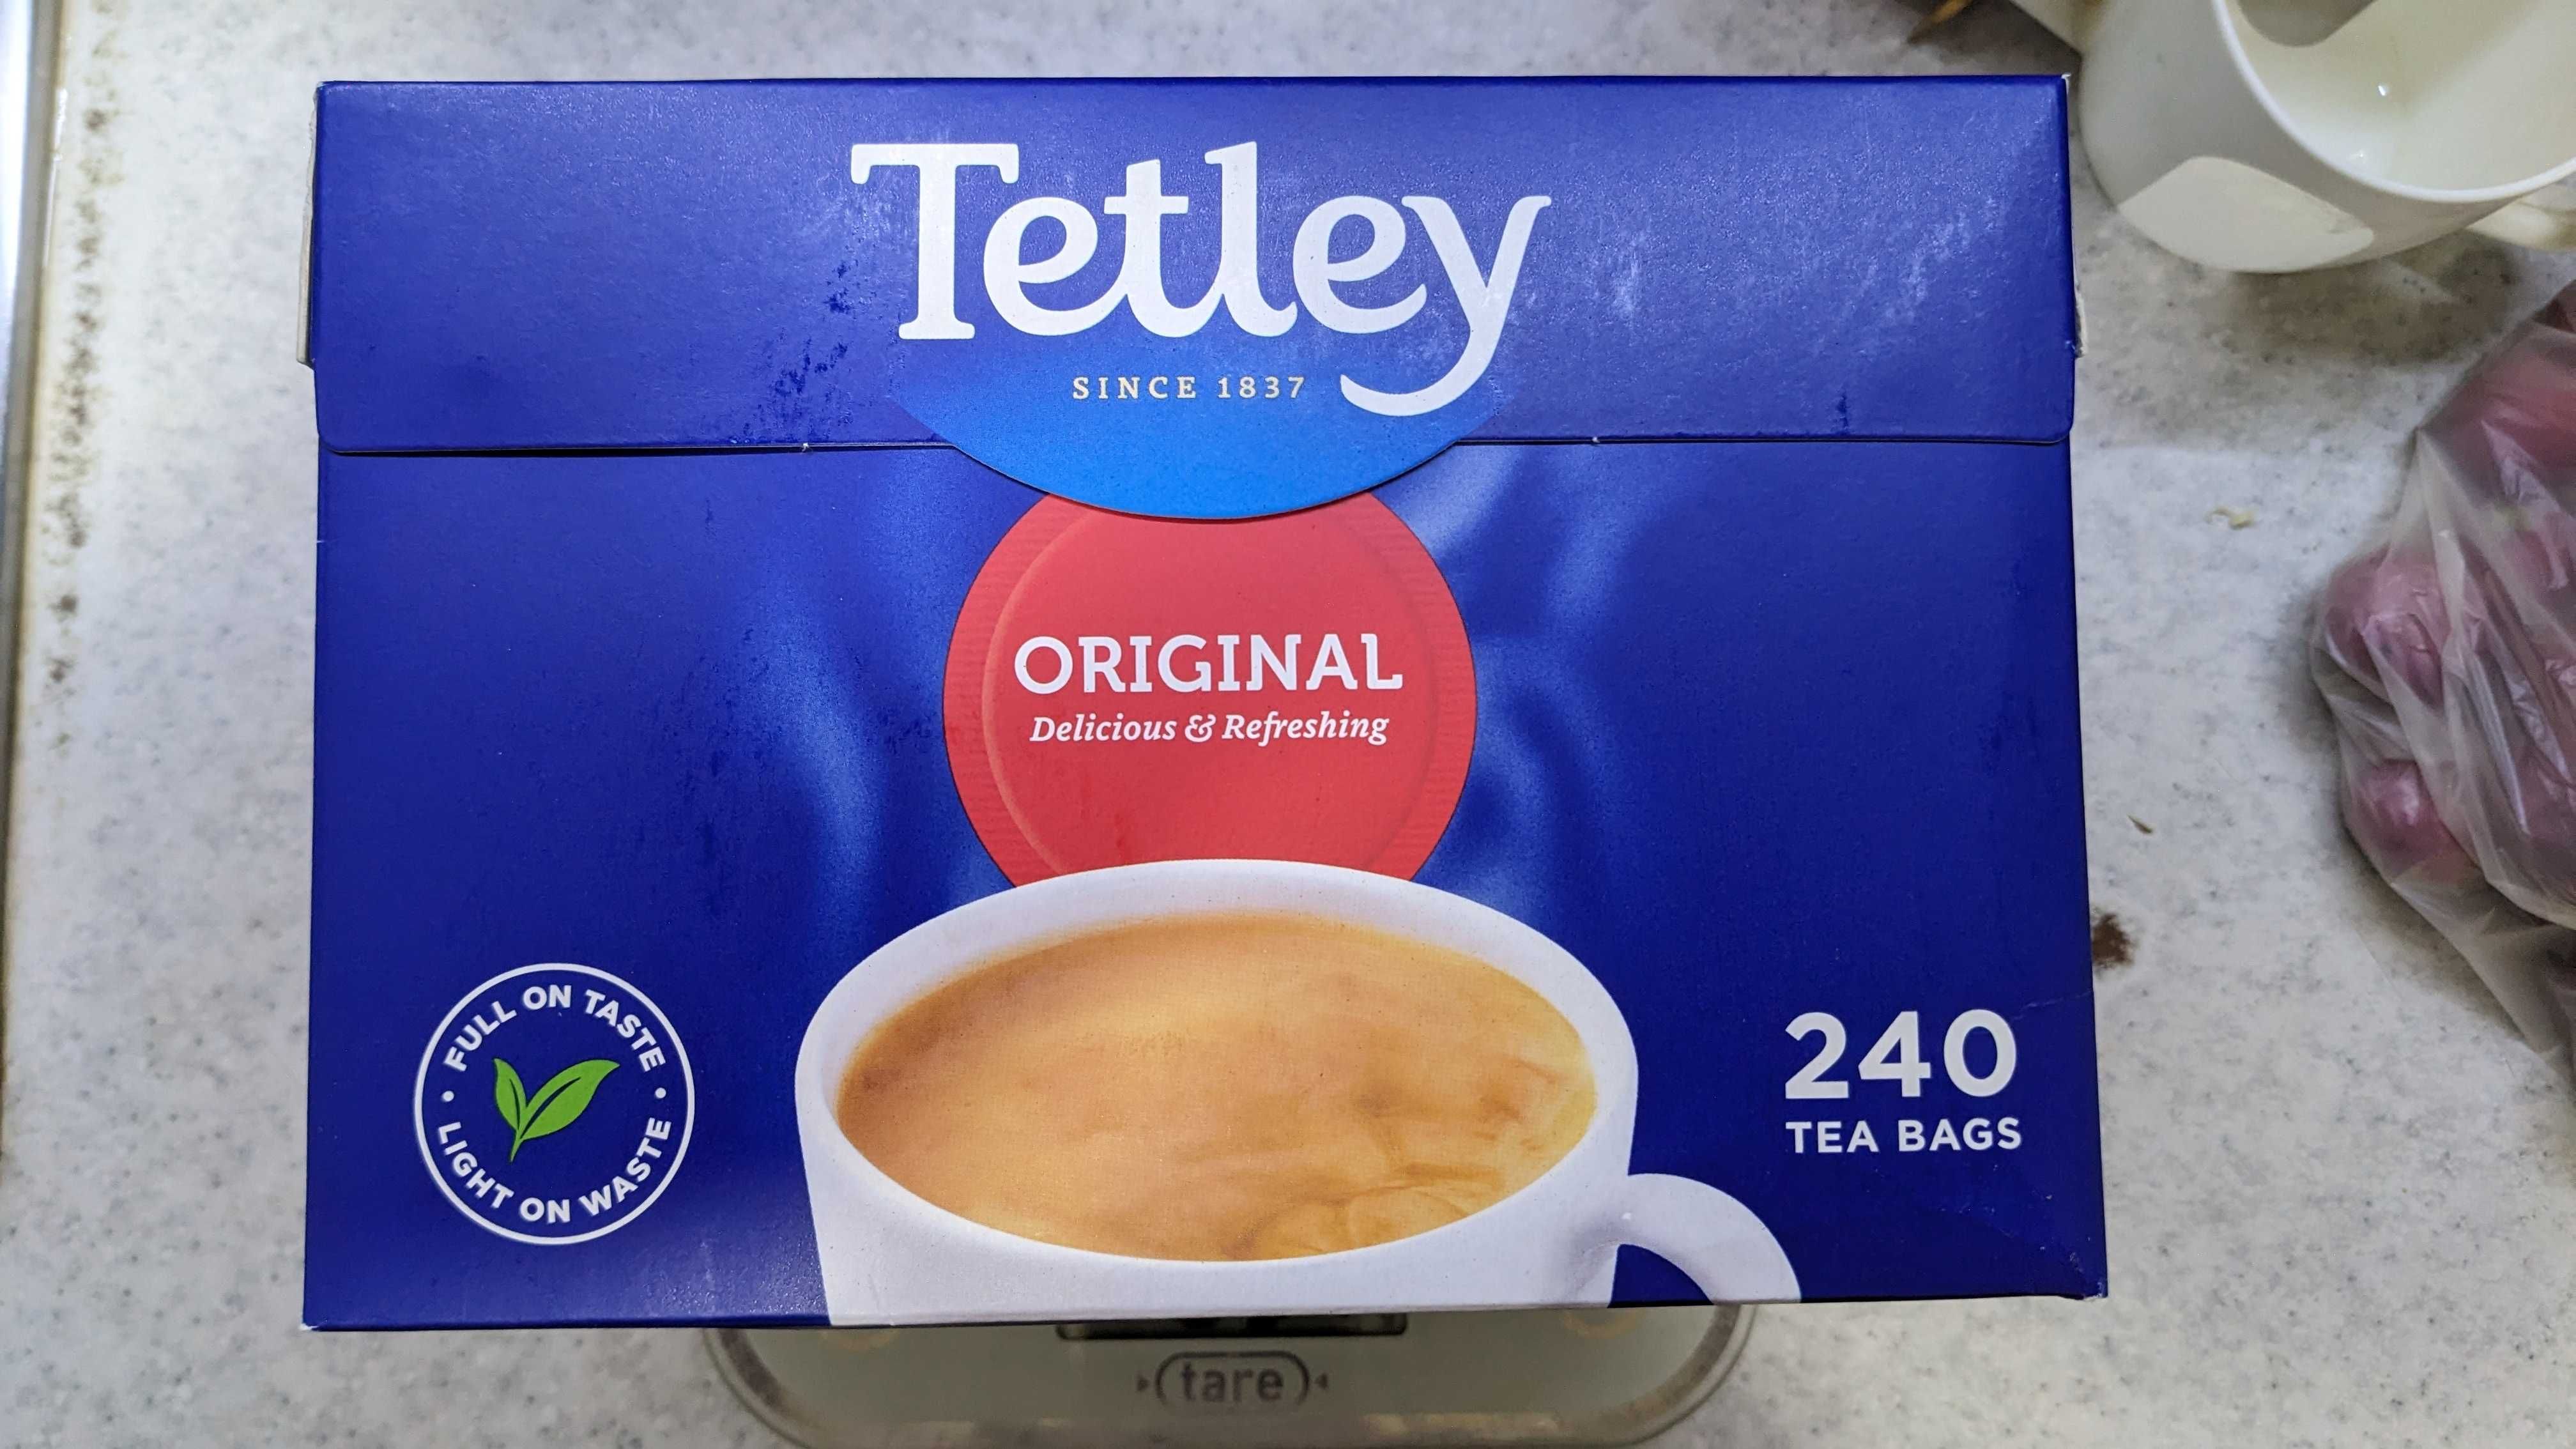 Tetley
SINCE 1837
ORIGINAL
Delicious & Refreshing
FULL ON TASTE
LIGHT ON WASTE
240
TEA BAGS
tare